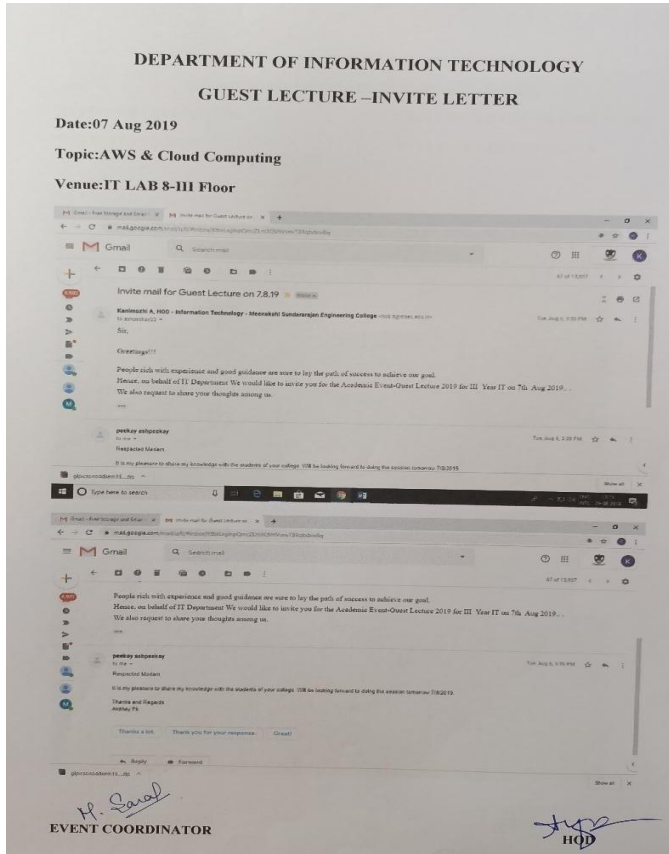 DEPARTMENT OF INFORMATION TECHNOLOGY
GUEST LECTURE –INVITE LETTER
Date:07 Aug 2019
Topic:AWS & Cloud Computing
Venue:IT LAB 8-III Floor
Gmail
Search mail
Invite mail for Guest Lecture on 7.8.19
Kanimozhi A, HOD - Information Technology - Meenakshi Sundararajan Engineering College
Sir,
Greetings!!!
People rich with experience and good guidance are sure to lay the path of success to achieve our goal.
Hence, on behalf of IT Department We would like to invite you for the Academic Event-Guest Lecture 2019 for III Year IT on 7th Aug 2019. .
We also request to share your thoughts among us.
peekay ashpeekay
to me
Respected Madam
It is my pleasure to share my knowledge with the students of your college. Will be looking forward to doing the session tomorrow 7/8/2019.
Show all
Type here to search
Gmail
Search mail
People rich with experience and good guidance are sure to lay the path of success to achieve our goal.
Hence, on behalf of IT Department We would like to invite you for the Academic Event-Guest Lecture 2019 for III Year IT on 7th Aug 2019. .
We also request to share your thoughts among us.
peekay ashpeekay
to me
Respected Madam
It is my pleasure to share my knowledge with the students of your college. Will be looking forward to doing the session tomorrow 7/8/2019.
Thanks and Regards
Thanks a lot.
Thank you for your response.
Great!
Reply
Forward
Show all
EVENT COORDINATOR
HOD